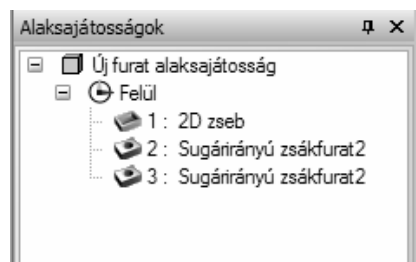 Alaksajátosságok
Új furat alaksajátosság
Felül
1 : 2D zseb
2 : Sugárirányú zsákfurat2
3 : Sugárirányú zsákfurat2